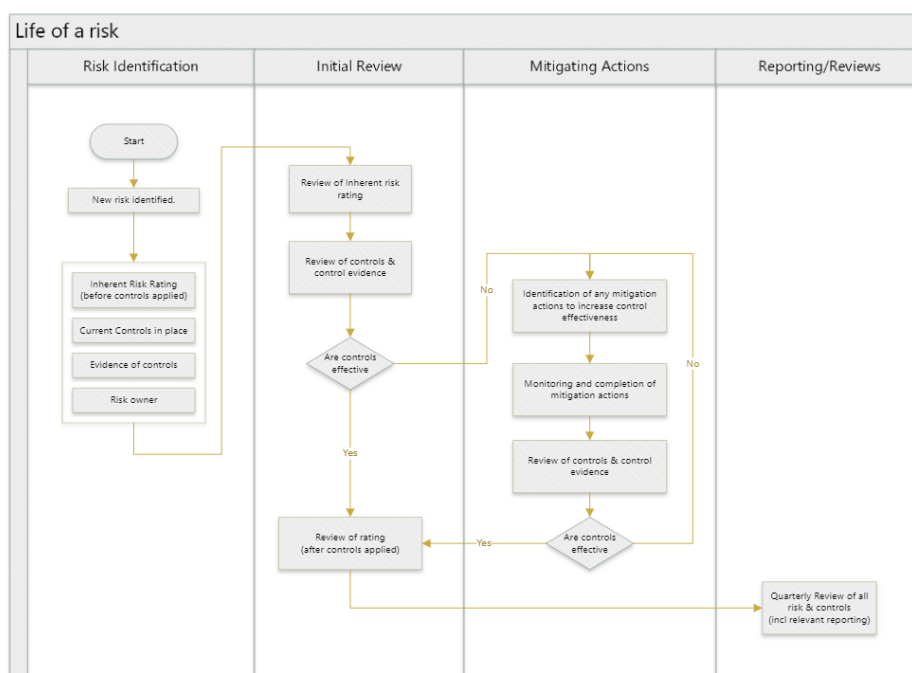 Life of a risk
Risk Identification
Initial Review
Mitigating Actions
Reporting/Reviews
Start
New risk identified.
Inherent Risk Rating
(before controls applied)
Current Controls in place
Evidence of controls
Risk owner
Review of Inherent risk
rating
Review of controls &
control evidence
Are controls
effective
No
Yes
Review of rating
(after controls applied)
Identification of any mitigation
actions to increase control
effectiveness
Monitoring and completion of
mitigation actions
Review of controls & control
evidence
Are controls
effective
Yes
No
Quarterly Review of all
risk & controls
(incl relevant reporting)